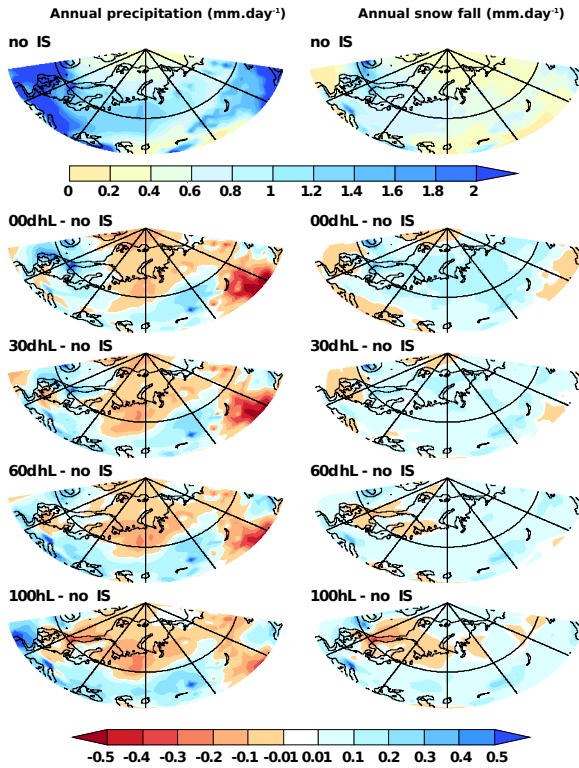 Annual precipitation (mm.day-1) Annual snow fall (mm.day-1)
no IS no IS
0 0.2 0.4 0.6 0.8 1 1.2 1.4 1.6 1.8 2
00dhL - no IS 00dhL - no IS
30dhL - no IS 30dhL - no IS
60dhL - no IS 60dhL - no IS
100hL - no IS 100hL - no IS
-0.5 -0.4 -0.3 -0.2 -0.1 -0.01 0.01 0.1 0.2 0.3 0.4 0.5